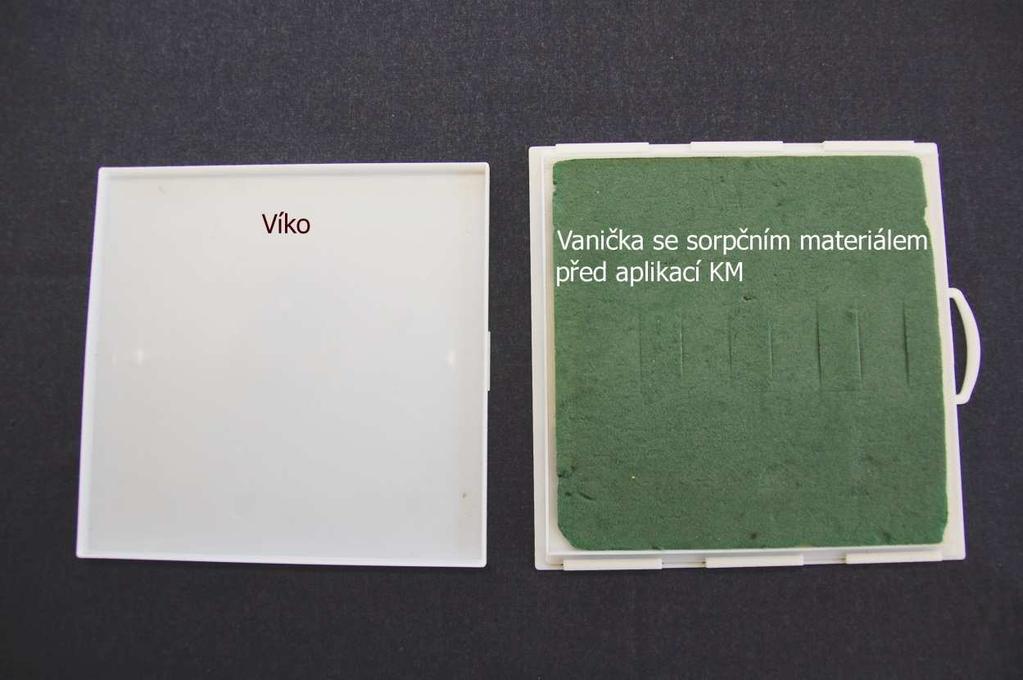 Víko
Vanička se sorpčním materiálem
před aplikací KM